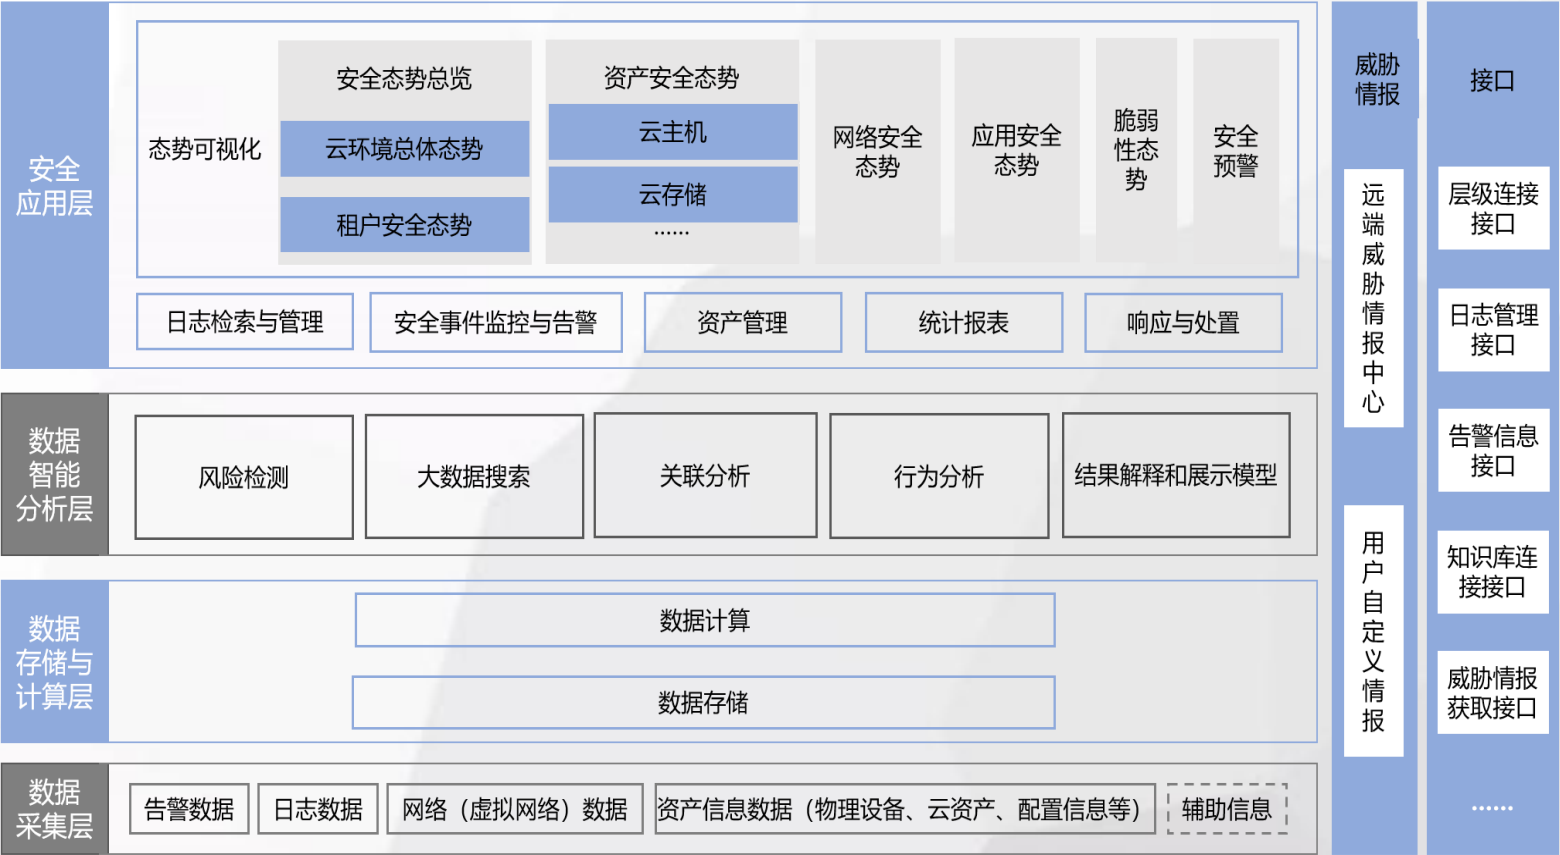 安全
应用层
态势可视化
安全态势总览
云环境总体态势
租户安全态势
资产安全态势
云主机
云存储
......
网络安全
态势
应用安全
态势
脆弱
性态
势
安全
预警
日志检索与管理
安全事件监控与告警
资产管理
统计报表
响应与处置
数据
智能
分析层
风险检测
大数据搜索
关联分析
行为分析
结果解释和展示模型
数据
存储与
计算层
数据计算
数据存储
数据
采集层
告警数据
日志数据
网络（虚拟网络）数据
资产信息数据（物理设备、云资产、配置信息等）
辅助信息
威胁
情报
远端威胁情报中心
用户自定义情报
接口
层级连接
接口
日志管理
接口
告警信息
接口
知识库连
接接口
威胁情报
获取接口
......